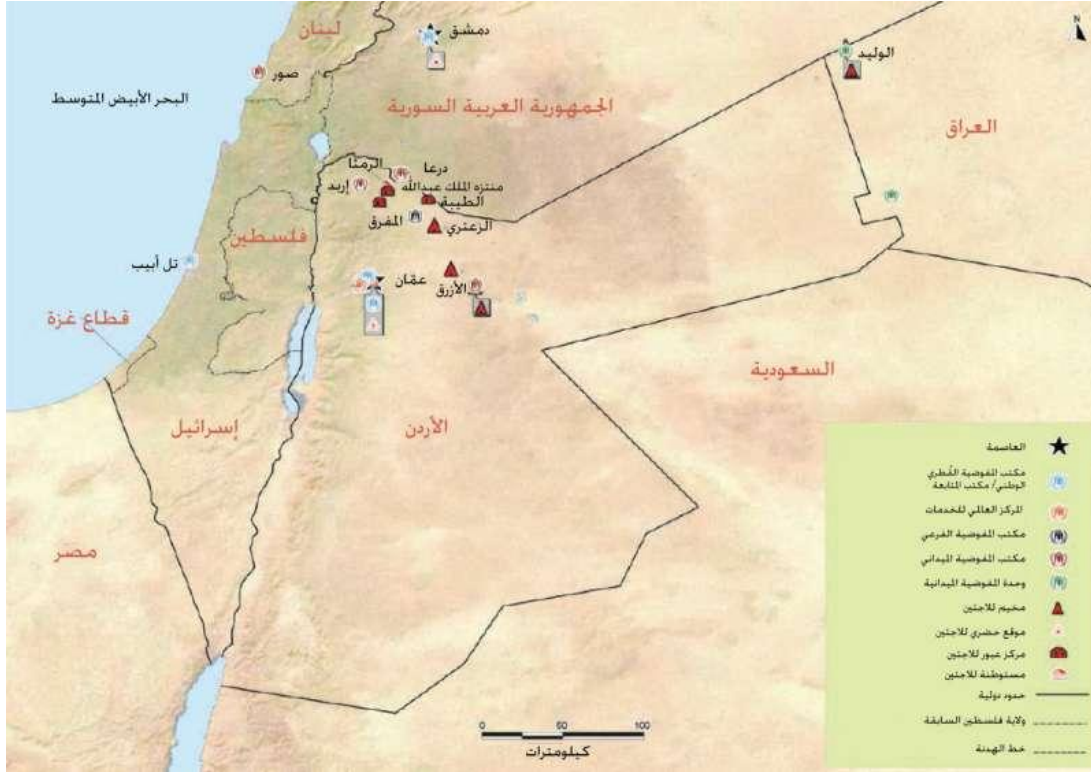 لبنان
دمشق
N
الوليد
صور
البحر الأبيض المتوسط
الجمهورية العربية السورية
العراق
الرمثا
درعا
إربد
منتزه الملك عبدالله
الطيبة
المفرق
الزعتري
فلسطين
تل أبيب
عمّان
الأزرق
قطاع غزة
السعودية
إسرائيل
الأردن
مصر
العاصمة
مكتب المفوضية القُطري
الوطني/ مكتب المتابعة
المركز العالمي للخدمات
مكتب المفوضية الفرعي
مكتب المفوضية الميداني
وحدة المفوضية الميدانية
مخيم للاجئين
موقع حضري للاجئين
مركز عبور للاجئين
مستوطنة للاجئين
حدود دولية
ولاية فلسطين السابقة
خط الهدنة
0 50 100
كيلومترات